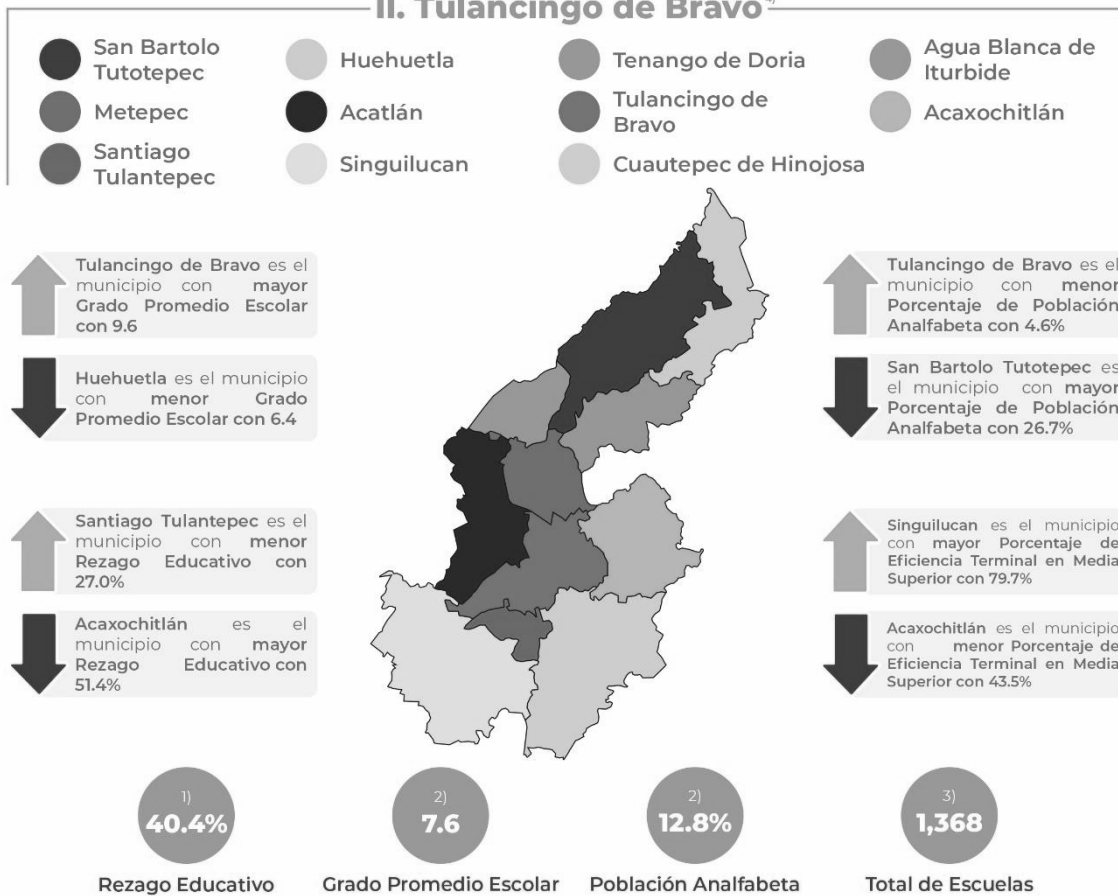 II. Tulancingo de Bravo 4)
San Bartolo
Tutotepec
Huehuetla
Tenango de Doria
Agua Blanca de
Iturbide
Metepec
Acatlán
Tulancingo de
Bravo
Acaxochitlán
Santiago
Tulantepec
Singuilucan
Cuautepec de Hinojosa
Tulancingo de Bravo es el
municipio con mayor
Grado Promedio Escolar
con 9.6
Huehuetla es el municipio
con menor Grado
Promedio Escolar con 6.4
Santiago Tulantepec es el
municipio con menor
Rezago Educativo con
27.0%
Acaxochitlán es el
municipio con mayor
Rezago Educativo con
51.4%
Tulancingo de Bravo es el
municipio con menor
Porcentaje de Población
Analfabeta con 4.6%
San Bartolo Tutotepec es
el municipio con mayor
Porcentaje de Población
Analfabeta con 26.7%
Singuilucan es el municipio
con mayor Porcentaje de
Eficiencia Terminal en Media
Superior con 79.7%
Acaxochitlán es el municipio
con menor Porcentaje de
Eficiencia Terminal en Media
Superior con 43.5%
1)
40.4%
Rezago Educativo
2)
7.6
Grado Promedio Escolar
2)
12.8%
Población Analfabeta
3)
1,368
Total de Escuelas